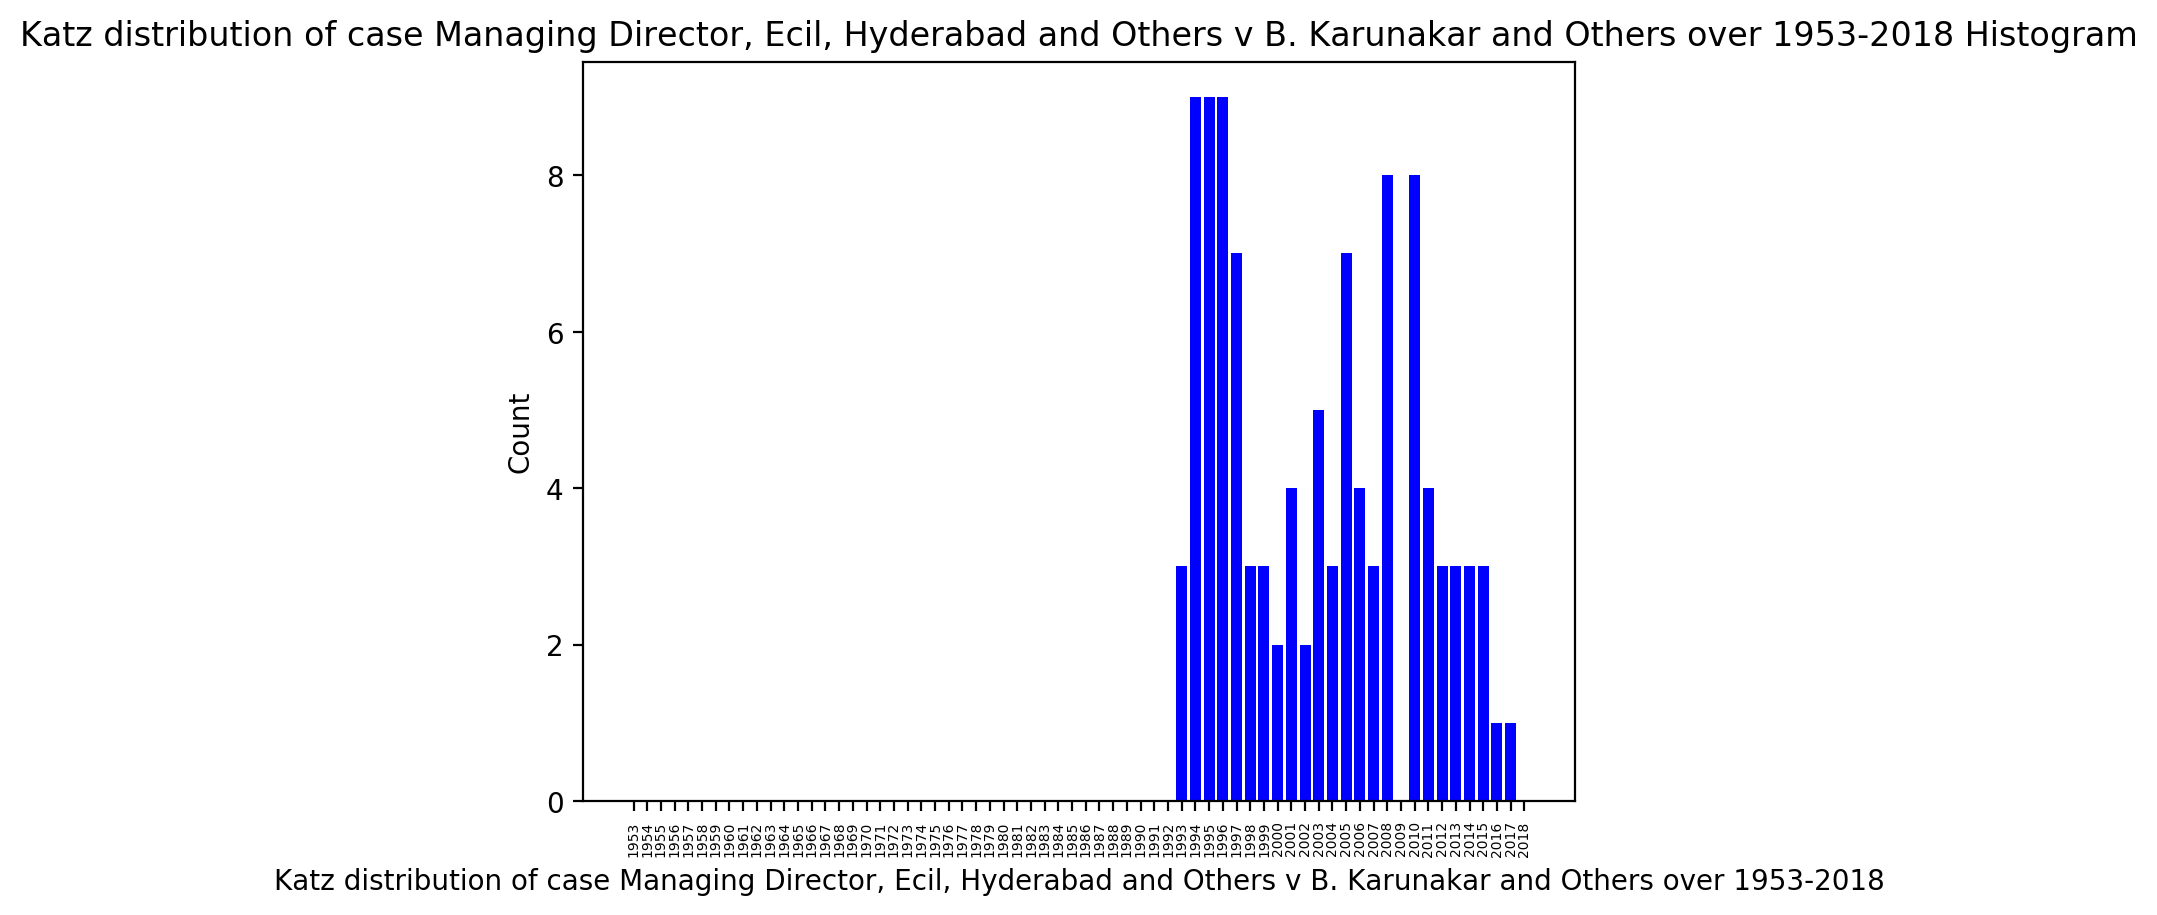 Katz distribution of case Managing Director, Ecil, Hyderabad and Others v B. Karunakar and Others over 1953-2018 Histogram
8
6
4
2
0
Count
1953 1954 1955 1956 1957 1958 1959 1960 1961 1962 1963 1964 1965 1966 1967 1968 1969 1970 1971 1972 1973 1974 1975 1976 1977 1978 1979 1980 1981 1982 1983 1984 1985 1986 1987 1988 1989 1990 1991 1992 1993 1994 1995 1996 1997 1998 1999 2000 2001 2002 2003 2004 2005 2006 2007 2008 2009 2010 2011 2012 2013 2014 2015 2016 2017 2018
Katz distribution of case Managing Director, Ecil, Hyderabad and Others v B. Karunakar and Others over 1953-2018